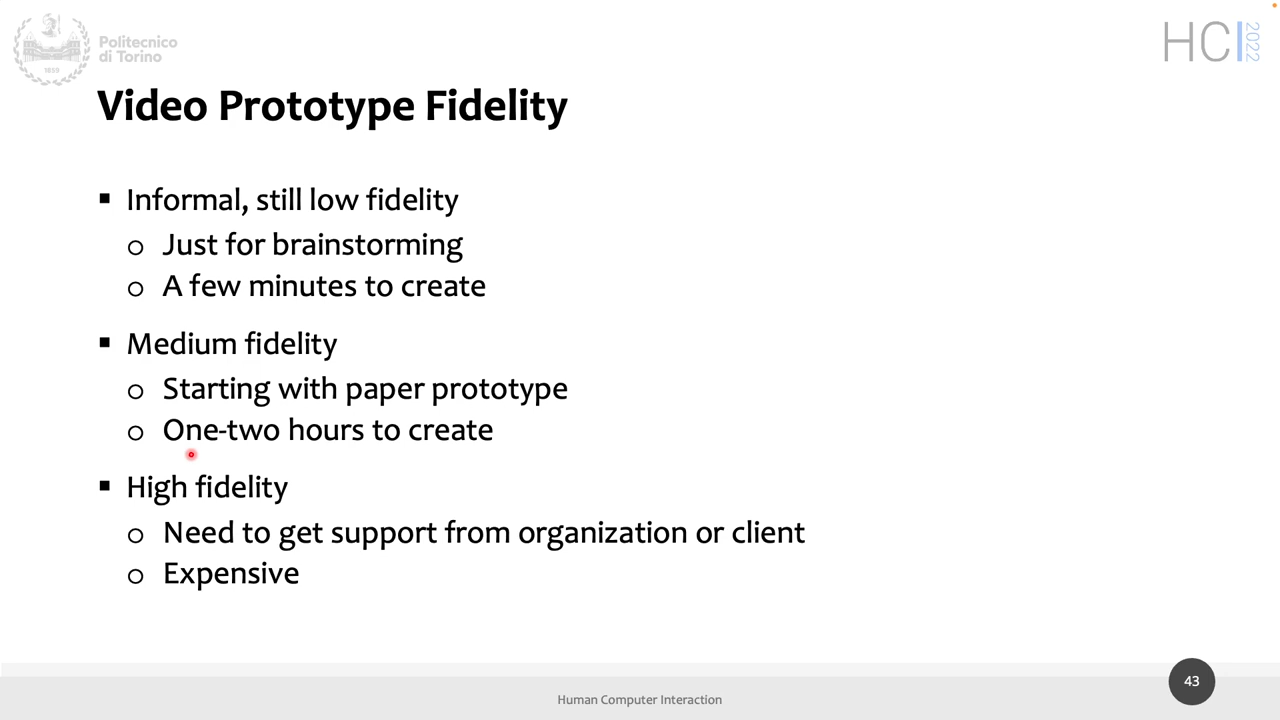 Politecnico
di Torino
1859
HCI 2022
Video Prototype Fidelity
▪ Informal, still low fidelity
o Just for brainstorming
o A few minutes to create
▪ Medium fidelity
o Starting with paper prototype
o One-two hours to create
▪ High fidelity
o Need to get support from organization or client
o Expensive
Human Computer Interaction
43